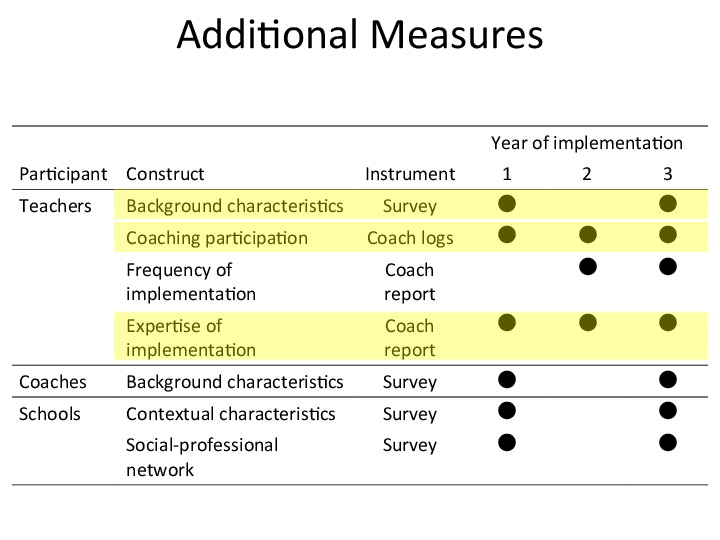 Additional Measures
Year of implementation
Participant Construct Instrument 1 2 3
Teachers Background characteristics Survey ● ●
Coaching participation Coach logs ● ● ●
Frequency of implementation Coach report ● ●
Expertise of implementation Coach report ● ● ●
Coaches Background characteristics Survey ● ●
Schools Contextual characteristics Survey ● ●
Social-professional network Survey ● ●